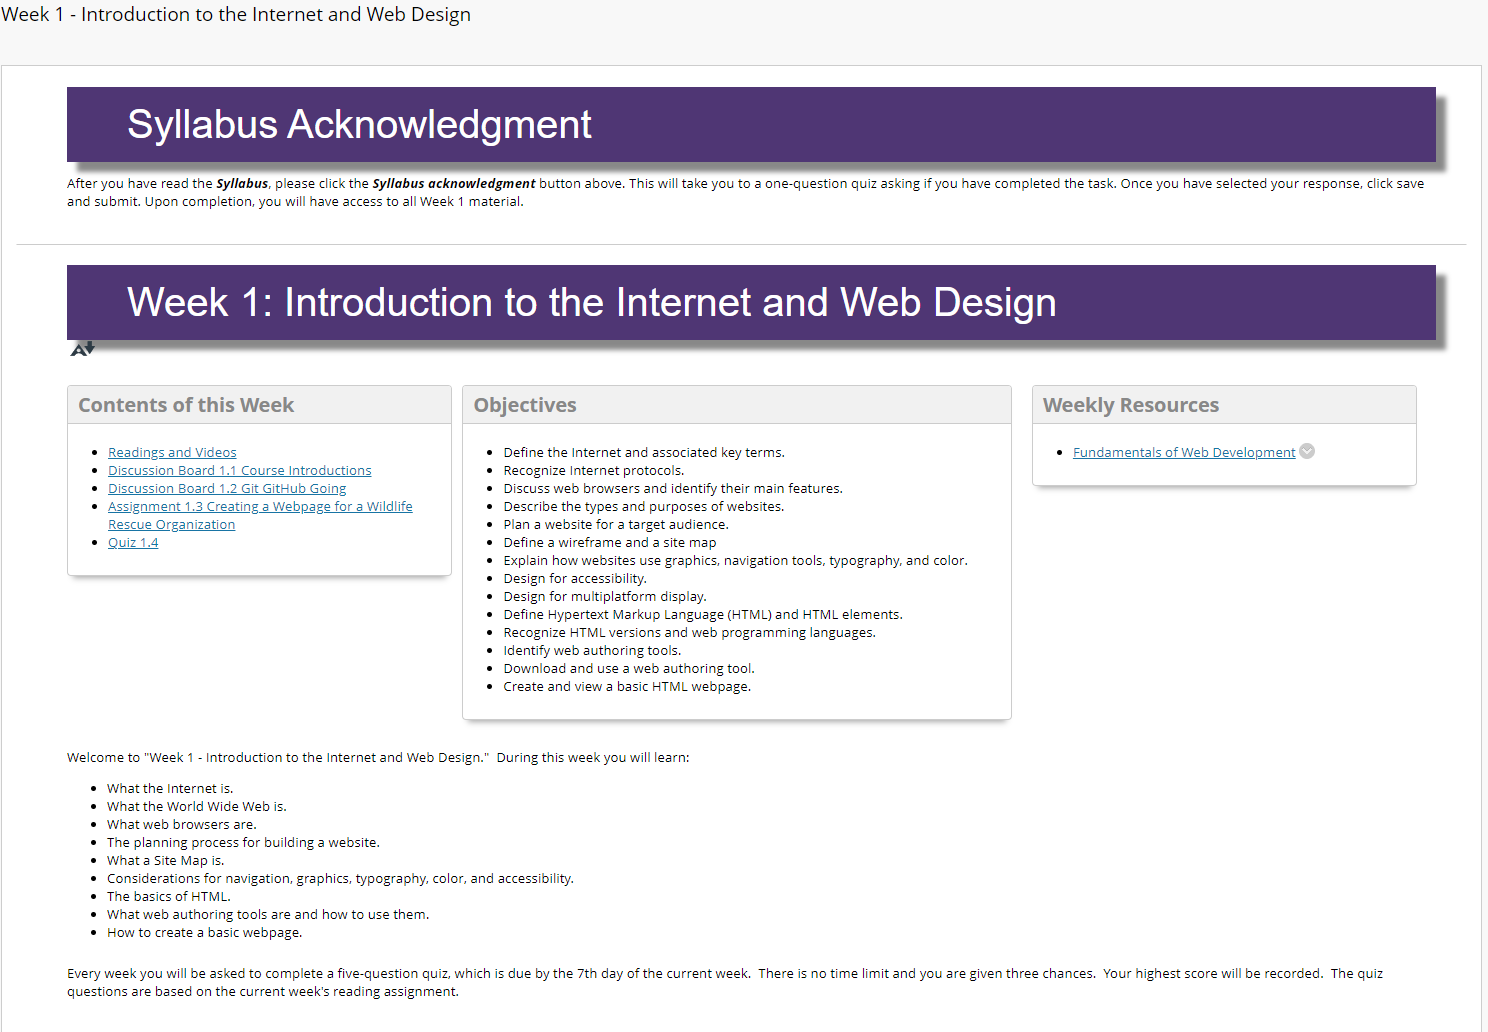 Week 1 - Introduction to the Internet and Web Design
Syllabus Acknowledgment
After you have read the Syllabus, please click the Syllabus acknowledgment button above. This will take you to a one-question quiz asking if you have completed the task. Once you have selected your response, click save
and submit. Upon completion, you will have access to all Week 1 material.
Week 1: Introduction to the Internet and Web Design
Contents of this Week
Readings and Videos
Discussion Board 1.1 Course Introductions
Discussion Board 1.2 Git GitHub Going
Assignment 1.3 Creating a Webpage for a Wildlife
Rescue Organization
Quiz 1.4
Objectives
Define the Internet and associated key terms.
Recognize Internet protocols.
Discuss web browsers and identify their main features.
Describe the types and purposes of websites.
Plan a website for a target audience.
Define a wireframe and a site map
Explain how websites use graphics, navigation tools, typography, and color.
Design for accessibility.
Design for multiplatform display.
Define Hypertext Markup Language (HTML) and HTML elements.
Recognize HTML versions and web programming languages.
Identify web authoring tools.
Download and use a web authoring tool.
Create and view a basic HTML webpage.
Weekly Resources
Fundamentals of Web Development
Welcome to "Week 1 - Introduction to the Internet and Web Design."  During this week you will learn:
What the Internet is.
What the World Wide Web is.
What web browsers are.
The planning process for building a website.
What a Site Map is.
Considerations for navigation, graphics, typography, color, and accessibility.
The basics of HTML.
What web authoring tools are and how to use them.
How to create a basic webpage.
Every week you will be asked to complete a five-question quiz, which is due by the 7th day of the current week.  There is no time limit and you are given three chances.  Your highest score will be recorded.  The quiz
questions are based on the current week's reading assignment.